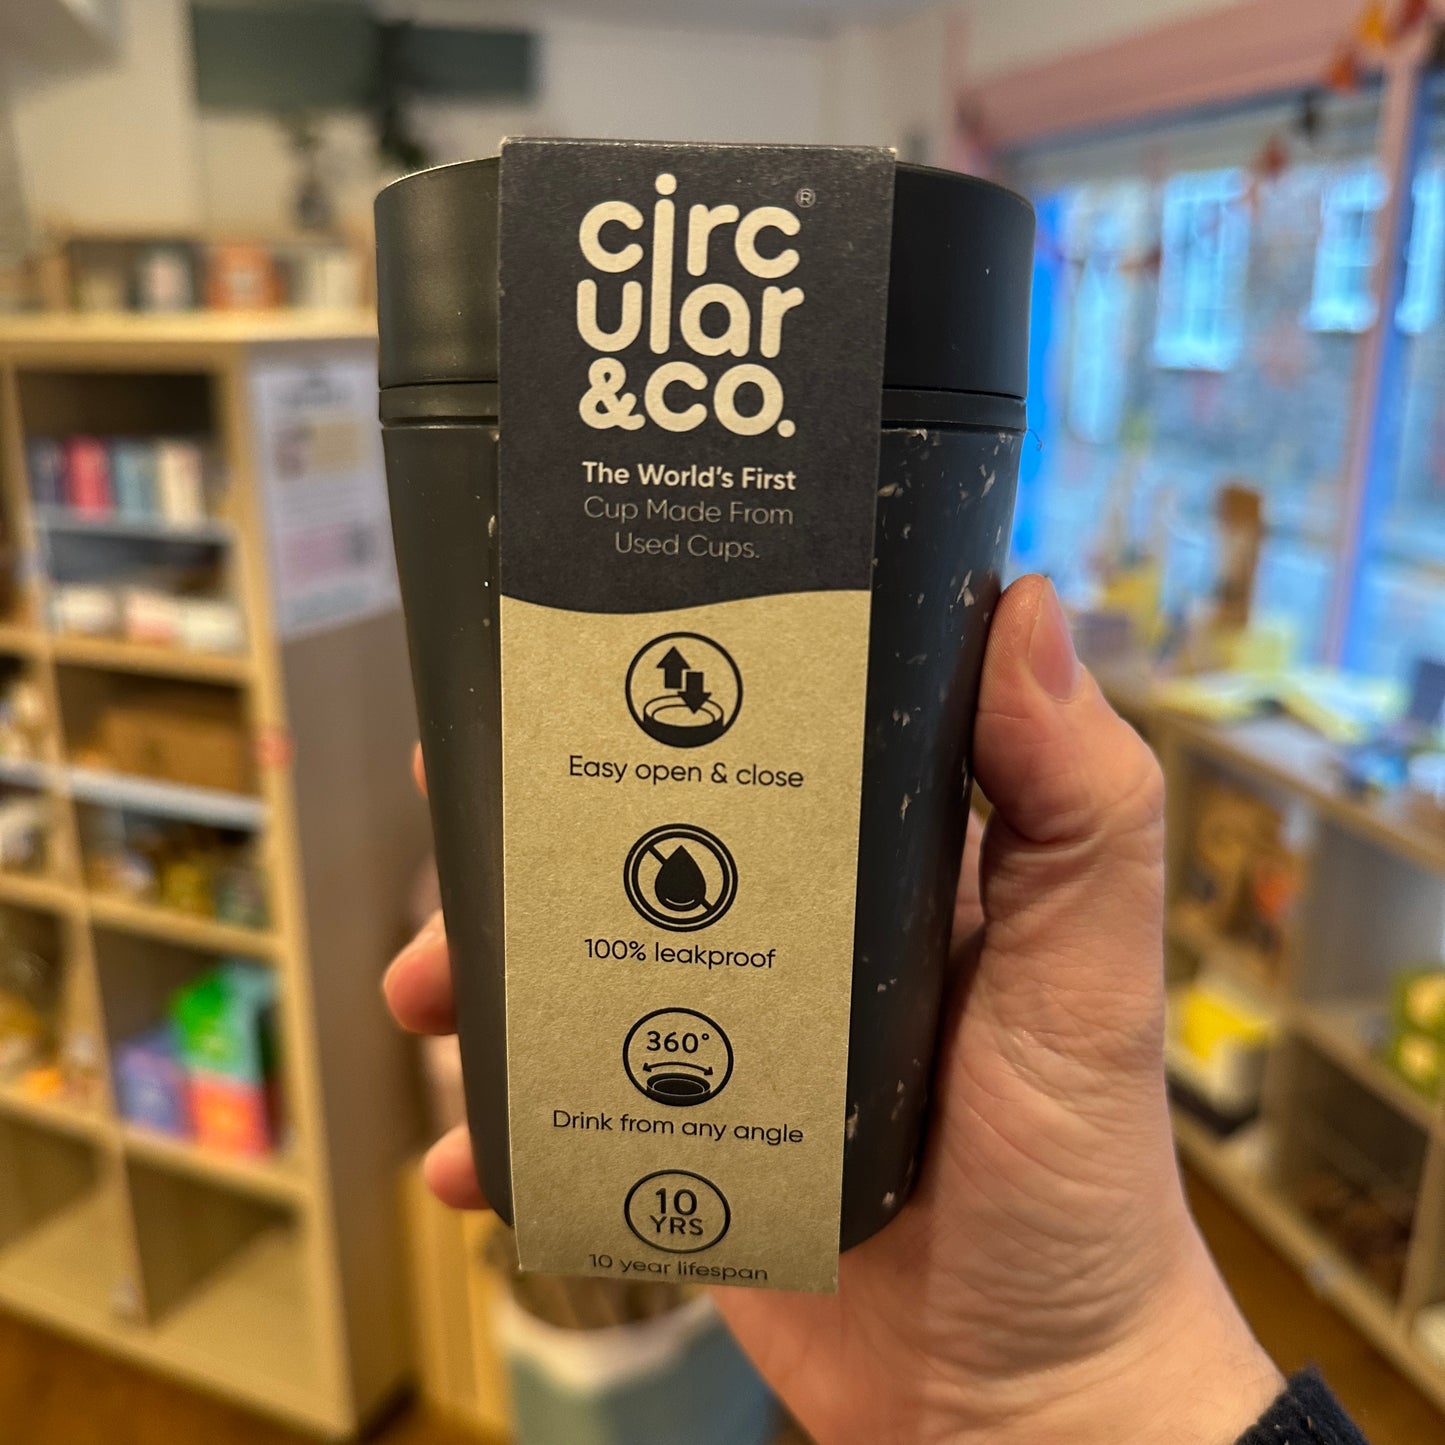 circ®
ular
&co.
The World's First
Cup Made From
Used Cups.
Easy open & close
100% leakproof
360°
Drink from any angle
10
YRS
10 year lifespan